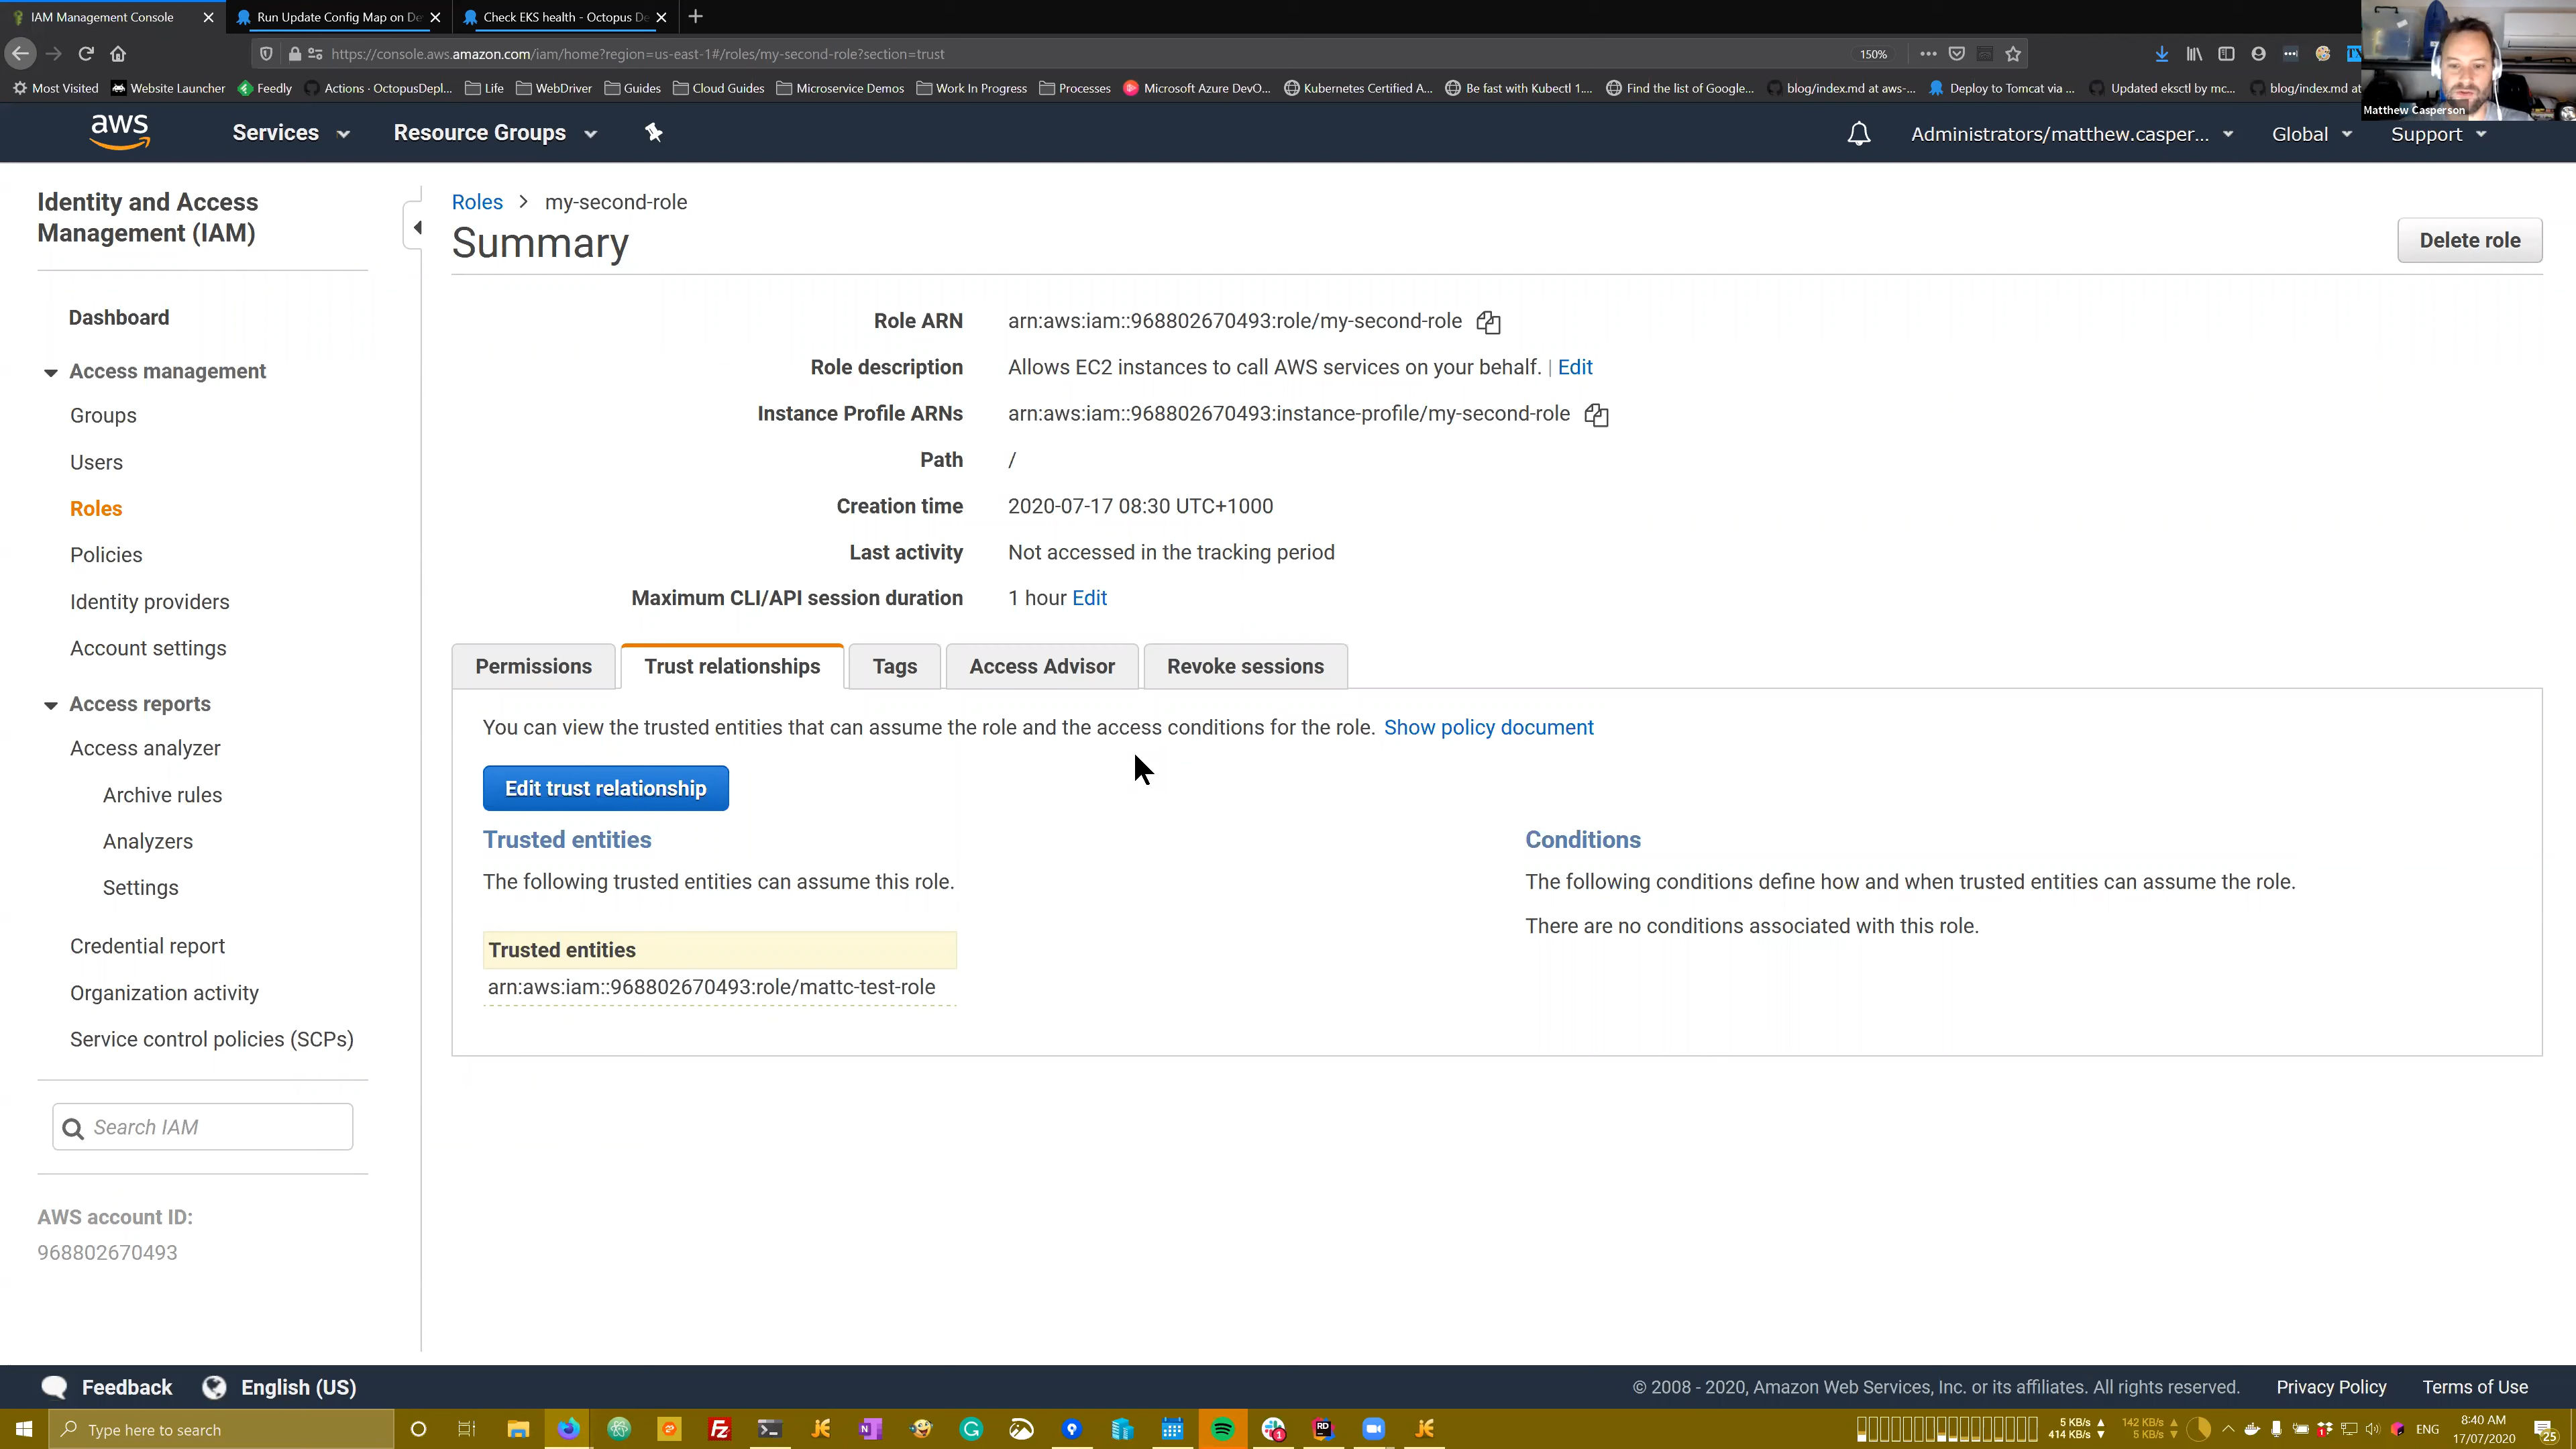 IAM Management Console
Run Update Config Map on De
Check EKS health - Octopus De
https://console.aws.amazon.com/iam/home?region=us-east-1#/roles/my-second-role?section=trust
150%
Most Visited
Website Launcher
Feedly
Actions · OctopusDepl...
Life
WebDriver
Guides
Cloud Guides
Microservice Demos
Work In Progress
Processes
Microsoft Azure DevO...
Kubernetes Certified A...
Be fast with Kubectl 1....
Find the list of Google...
blog/index.md at aws-...
Deploy to Tomcat via ...
Updated eksctl by mc...
blog/index.md at
Matthew Casperson
aws
Services
Resource Groups
Administrators/matthew.casper...
Global
Support
Identity and Access
Management (IAM)
Dashboard
Access management
Groups
Users
Roles
Policies
Identity providers
Account settings
Access reports
Access analyzer
Archive rules
Analyzers
Settings
Credential report
Organization activity
Service control policies (SCPs)
Search IAM
AWS account ID:
968802670493
Roles > my-second-role
Summary
Delete role
Role ARN arn:aws:iam::968802670493:role/my-second-role
Role description Allows EC2 instances to call AWS services on your behalf. | Edit
Instance Profile ARNs arn:aws:iam::968802670493:instance-profile/my-second-role
Path /
Creation time 2020-07-17 08:30 UTC+1000
Last activity Not accessed in the tracking period
Maximum CLI/API session duration 1 hour Edit
Permissions
Trust relationships
Tags
Access Advisor
Revoke sessions
You can view the trusted entities that can assume the role and the access conditions for the role. Show policy document
Edit trust relationship
Trusted entities
The following trusted entities can assume this role.
Trusted entities
arn:aws:iam::968802670493:role/mattc-test-role
Conditions
The following conditions define how and when trusted entities can assume the role.
There are no conditions associated with this role.
Feedback
English (US)
© 2008 - 2020, Amazon Web Services, Inc. or its affiliates. All rights reserved.
Privacy Policy
Terms of Use
Type here to search
5 KB/s
414 KB/s
142 KB/s
5 KB/s
ENG
8:40 AM
17/07/2020
25